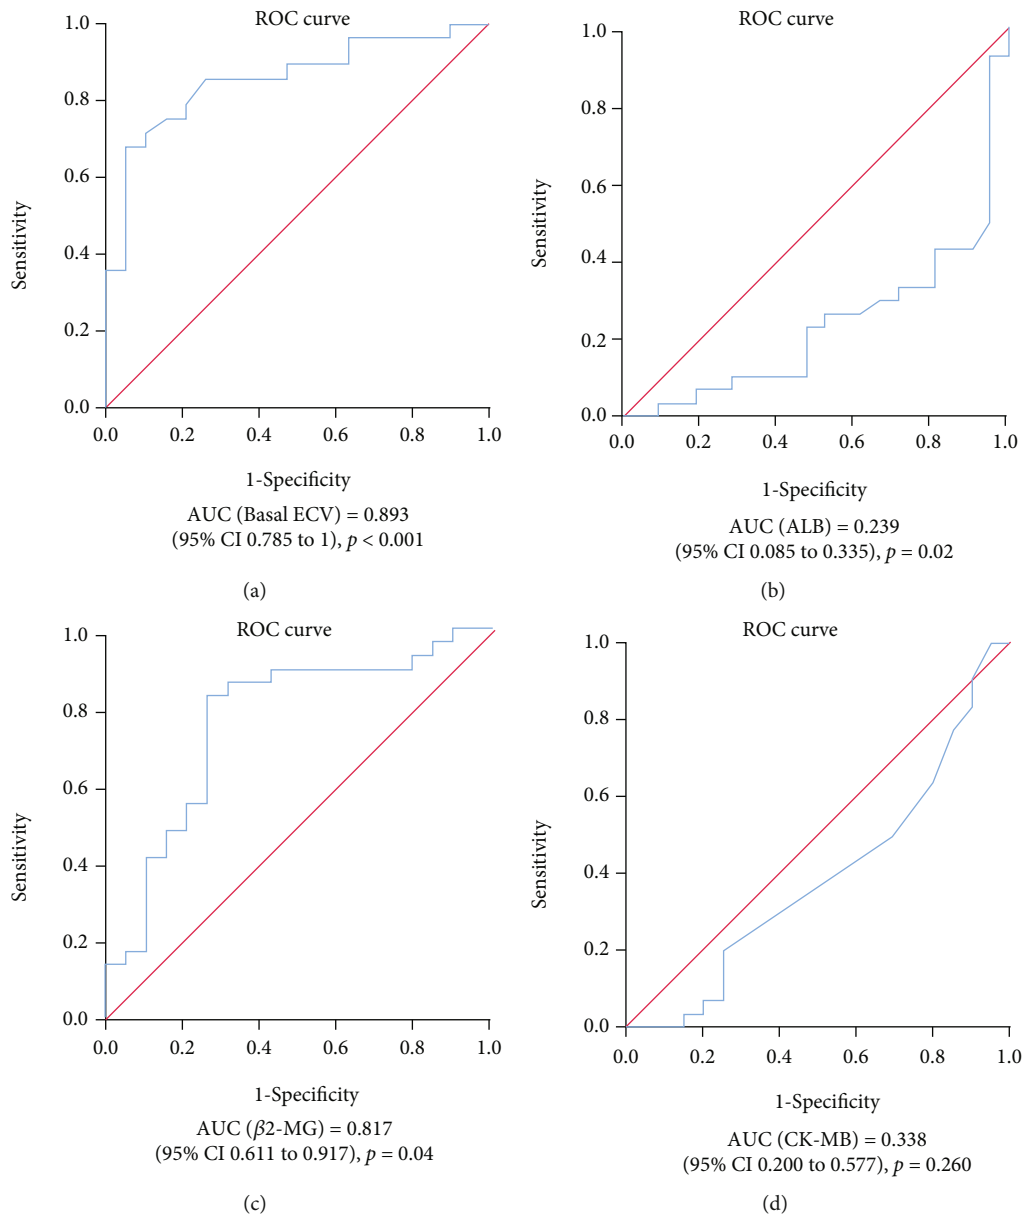 ROC curve
1.0
0.8
0.6
0.4
0.2
0.0
Sensitivity
0.0 0.2 0.4 0.6 0.8 1.0
1-Specificity
AUC (Basal ECV) = 0.893
(95% CI 0.785 to 1), p < 0.001
(a)
ROC curve
1.0
0.8
0.6
0.4
0.2
0.0
Sensitivity
0.0 0.2 0.4 0.6 0.8 1.0
1-Specificity
AUC (ALB) = 0.239
(95% CI 0.085 to 0.335), p = 0.02
(b)
ROC curve
1.0
0.8
0.6
0.4
0.2
0.0
Sensitivity
0.0 0.2 0.4 0.6 0.8 1.0
1-Specificity
AUC (β2-MG) = 0.817
(95% CI 0.611 to 0.917), p = 0.04
(c)
ROC curve
1.0
0.8
0.6
0.4
0.2
0.0
Sensitivity
0.0 0.2 0.4 0.6 0.8 1.0
1-Specificity
AUC (CK-MB) = 0.338
(95% CI 0.200 to 0.577), p = 0.260
(d)